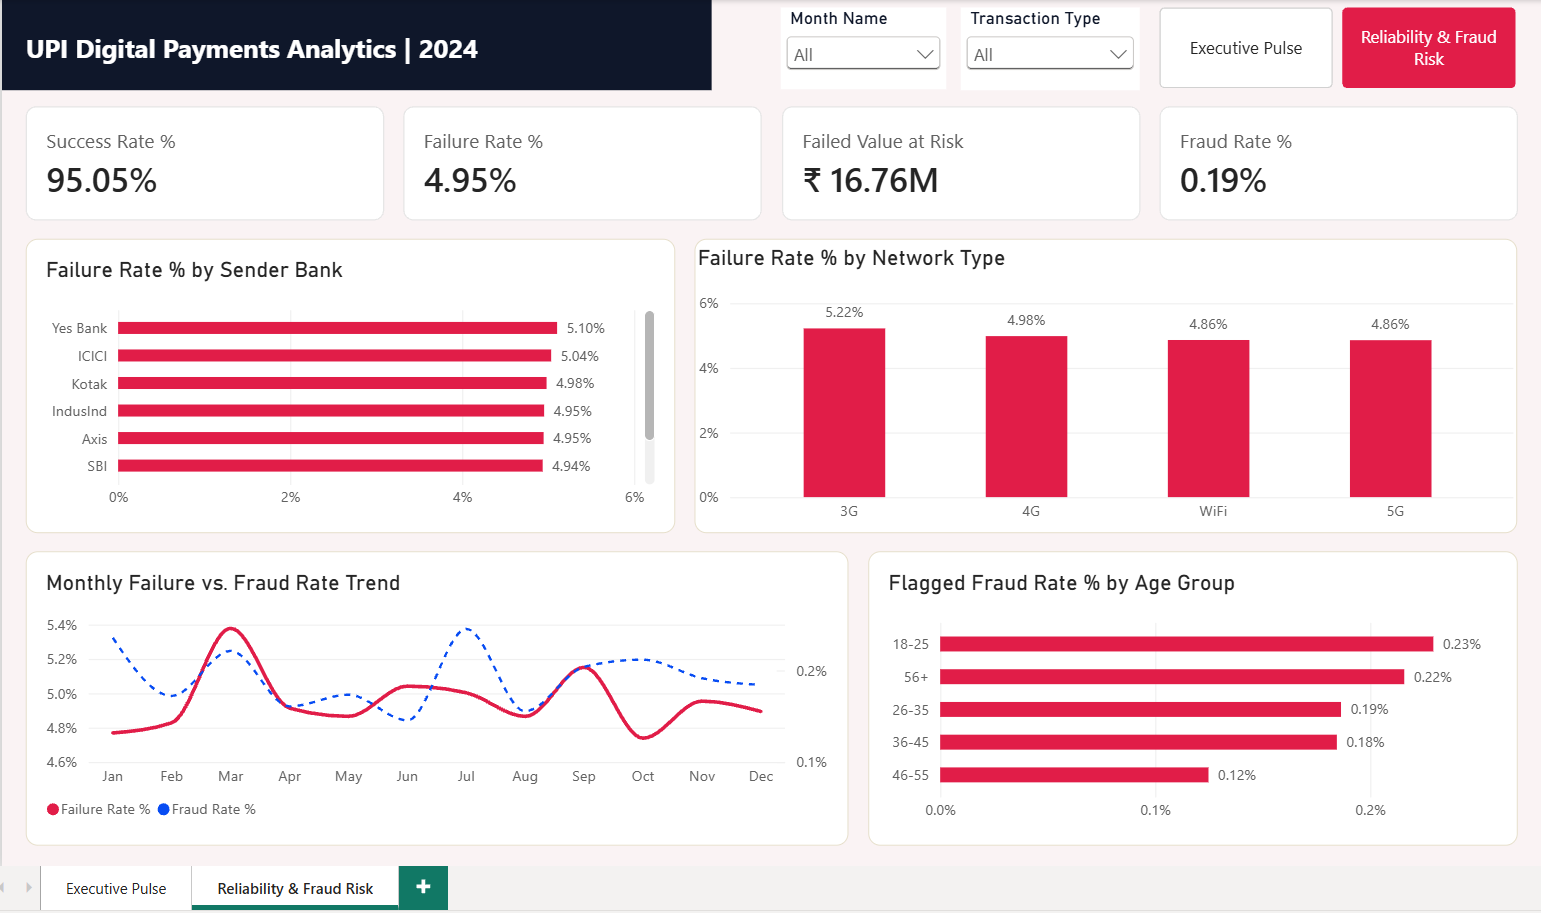 UPI Digital Payments Analytics | 2024
Month Name
All
Transaction Type
All
Executive Pulse
Reliability & Fraud
Risk
Success Rate %
95.05%
Failure Rate %
4.95%
Failed Value at Risk
₹ 16.76M
Fraud Rate %
0.19%
Failure Rate % by Sender Bank
Yes Bank 5.10%
ICICI 5.04%
Kotak 4.98%
IndusInd 4.95%
Axis 4.95%
SBI 4.94%
0% 2% 4% 6%
Failure Rate % by Network Type
6%
4%
2%
0%
5.22% 4.98% 4.86% 4.86%
3G 4G WiFi 5G
Monthly Failure vs. Fraud Rate Trend
5.4%
5.2%
5.0%
4.8%
4.6%
0.2%
0.1%
Jan Feb Mar Apr May Jun Jul Aug Sep Oct Nov Dec
Failure Rate % Fraud Rate %
Flagged Fraud Rate % by Age Group
18-25 0.23%
56+ 0.22%
26-35 0.19%
36-45 0.18%
46-55 0.12%
0.0% 0.1% 0.2%
Executive Pulse
Reliability & Fraud Risk
+